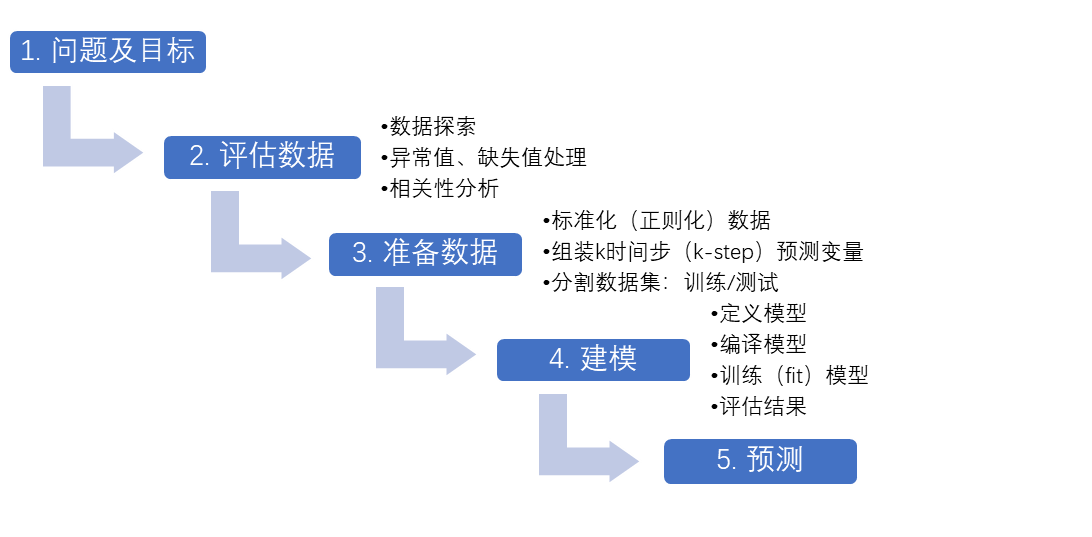 1. 问题及目标
2. 评估数据
•数据探索
•异常值、缺失值处理
•相关性分析
3. 准备数据
•标准化（正则化）数据
•组装k时间步（k-step）预测变量
•分割数据集：训练/测试
4. 建模
•定义模型
•编译模型
•训练（fit）模型
•评估结果
5. 预测